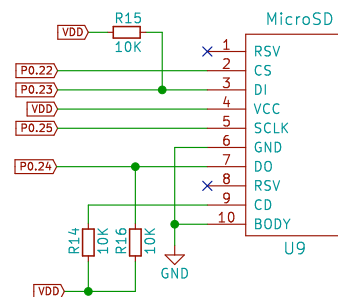 MicroSD
R15
VDD
10K
1 RSV
P0.22 2 CS
P0.23 3 DI
VDD 4 VCC
P0.25 5 SCLK
6 GND
P0.24 7 DO
8 RSV
9 CD
10 BODY
R14 10K R16 10K
U9
GND
VDD